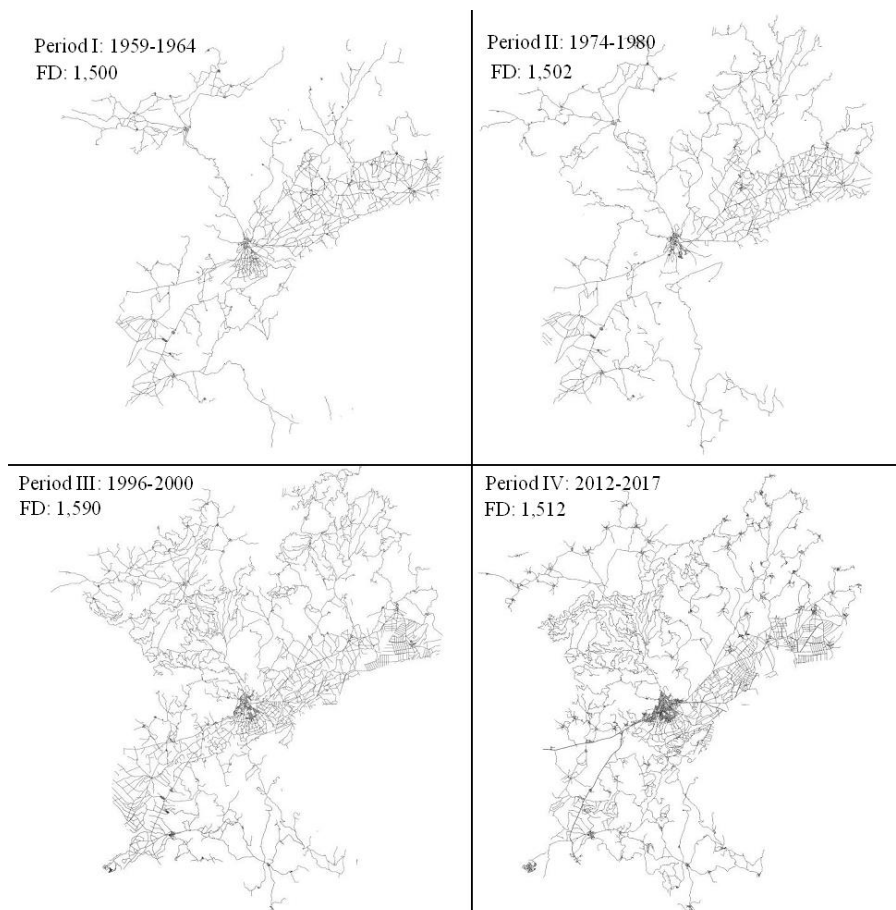 Period I: 1959-1964
FD: 1,500
Period II: 1974-1980
FD: 1,502
Period III: 1996-2000
FD: 1,590
Period IV: 2012-2017
FD: 1,512